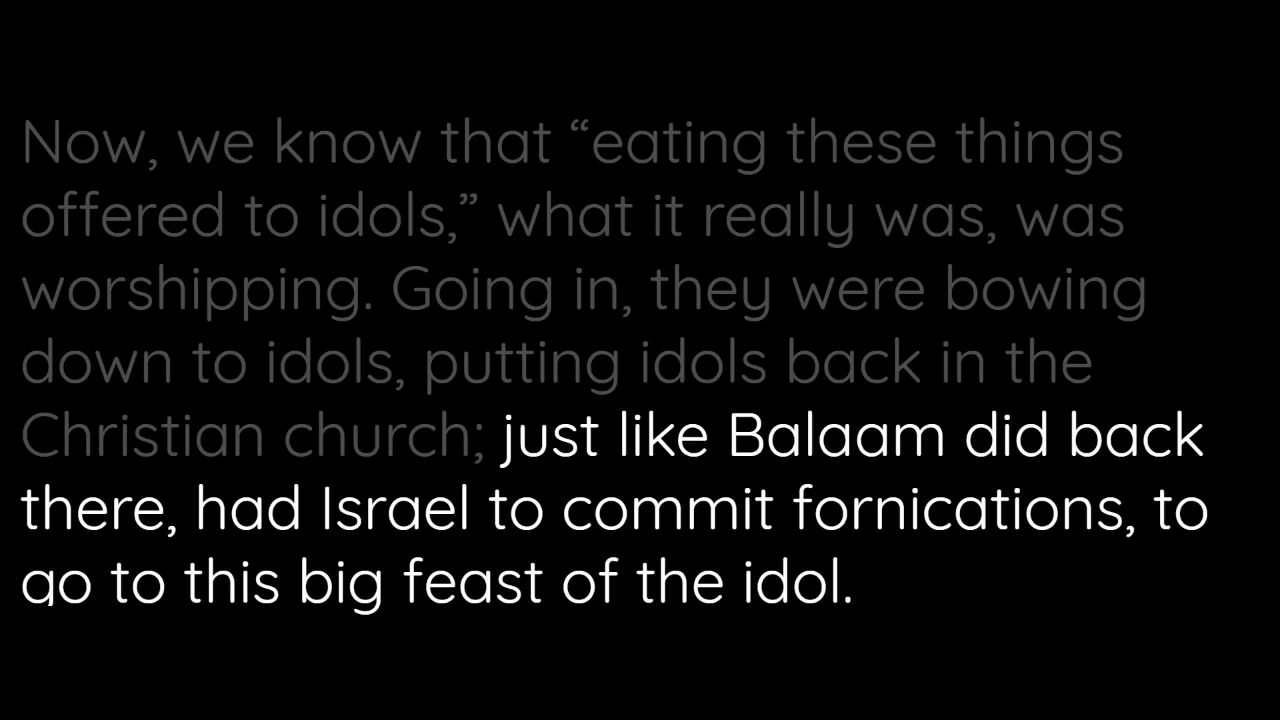 Now, we know that “eating these things
offered to idols,” what it really was, was
worshipping. Going in, they were bowing
down to idols, putting idols back in the
Christian church; just like Balaam did back
there, had Israel to commit fornications, to
go to this big feast of the idol.